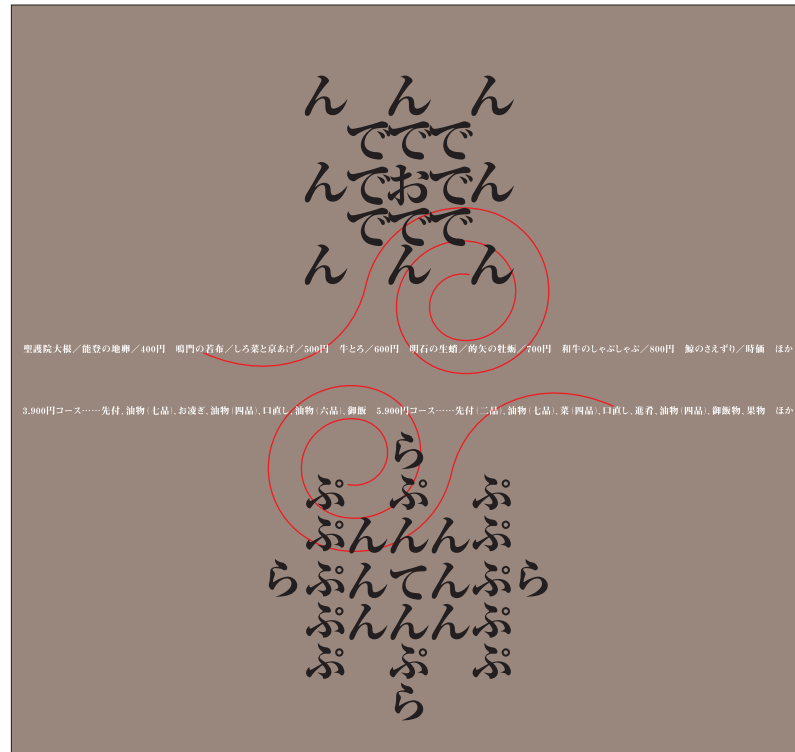 ん ん ん
ででで
んでおでん
ででで
ん ん ん
聖護院大根／能登の地卵／400円 鳴門の若布／しろ菜と京あげ／500円 牛とろ／600円 明石の生蛸／的矢の牡蛎／700円 和牛のしゃぶしゃぶ／800円 鯨のさえずり／時価 ほか
3.900円コース……先付、油物（七品）、お凌ぎ、油物（四品）、口直し、油物（六品）、御飯 5.900円コース……先付（二品）、油物（七品）、菜（四品）、口直し、進肴、油物（四品）、御飯物、果物 ほか
ら
ぷ ぷ ぷ
ぷんんんぷ
らぷんてんぷら
ぷんんんぷ
ぷ ぷ ぷ
ら